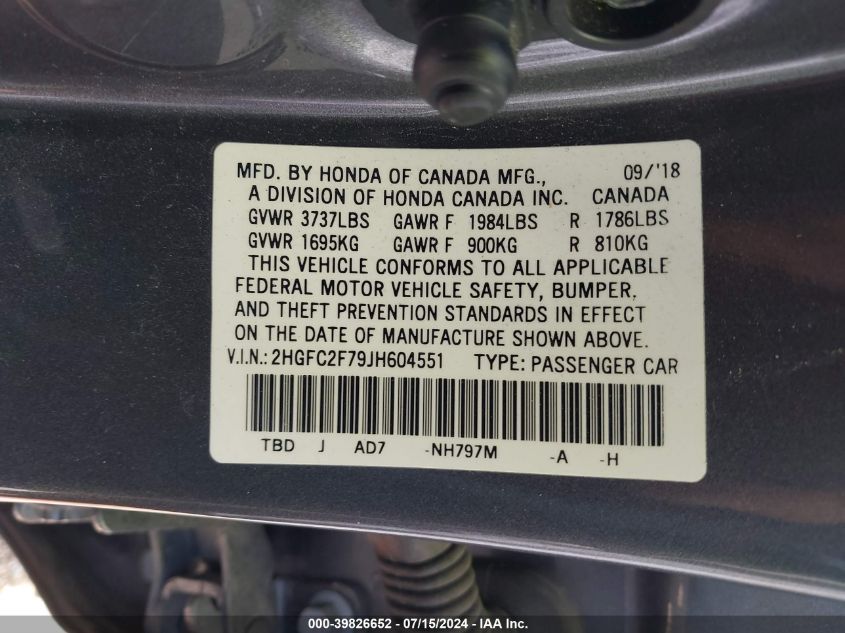 MFD. BY HONDA OF CANADA MFG., 09/'18
A DIVISION OF HONDA CANADA INC. CANADA
GVWR 3737LBS GAWR F 1984LBS R 1786LBS
GVWR 1695KG GAWR F 900KG R 810KG
THIS VEHICLE CONFORMS TO ALL APPLICABLE
FEDERAL MOTOR VEHICLE SAFETY, BUMPER,
AND THEFT PREVENTION STANDARDS IN EFFECT
ON THE DATE OF MANUFACTURE SHOWN ABOVE.
V.I.N.: 2HGFC2F79JH604551 TYPE: PASSENGER CAR
TBD J AD7 -NH797M -A -H
000-39826652 / 07/15/2024 - IAA Inc.